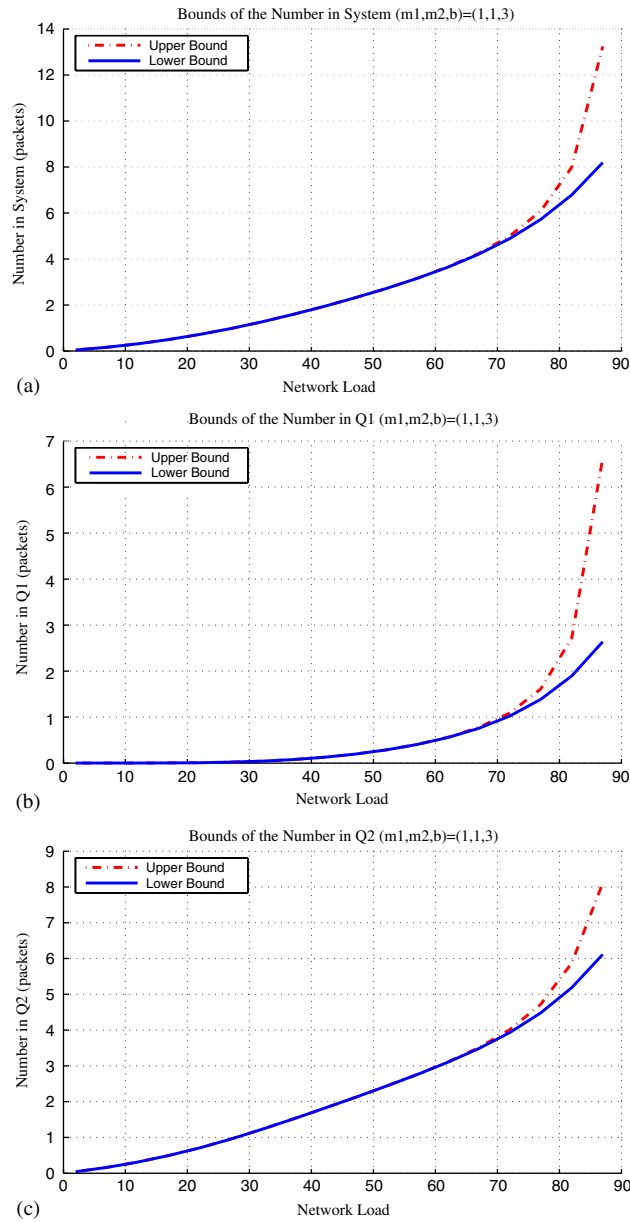 Bounds of the Number in System (m1,m2,b)=(1,1,3)
14
12
10
8
6
4
2
0
Number in System (packets)
Upper Bound
Lower Bound
0 10 20 30 40 50 60 70 80 90
Network Load
(a)
Bounds of the Number in Q1 (m1,m2,b)=(1,1,3)
7
6
5
4
3
2
1
0
Number in Q1 (packets)
Upper Bound
Lower Bound
0 10 20 30 40 50 60 70 80 90
Network Load
(b)
Bounds of the Number in Q2 (m1,m2,b)=(1,1,3)
9
8
7
6
5
4
3
2
1
0
Number in Q2 (packets)
Upper Bound
Lower Bound
0 10 20 30 40 50 60 70 80 90
Network Load
(c)